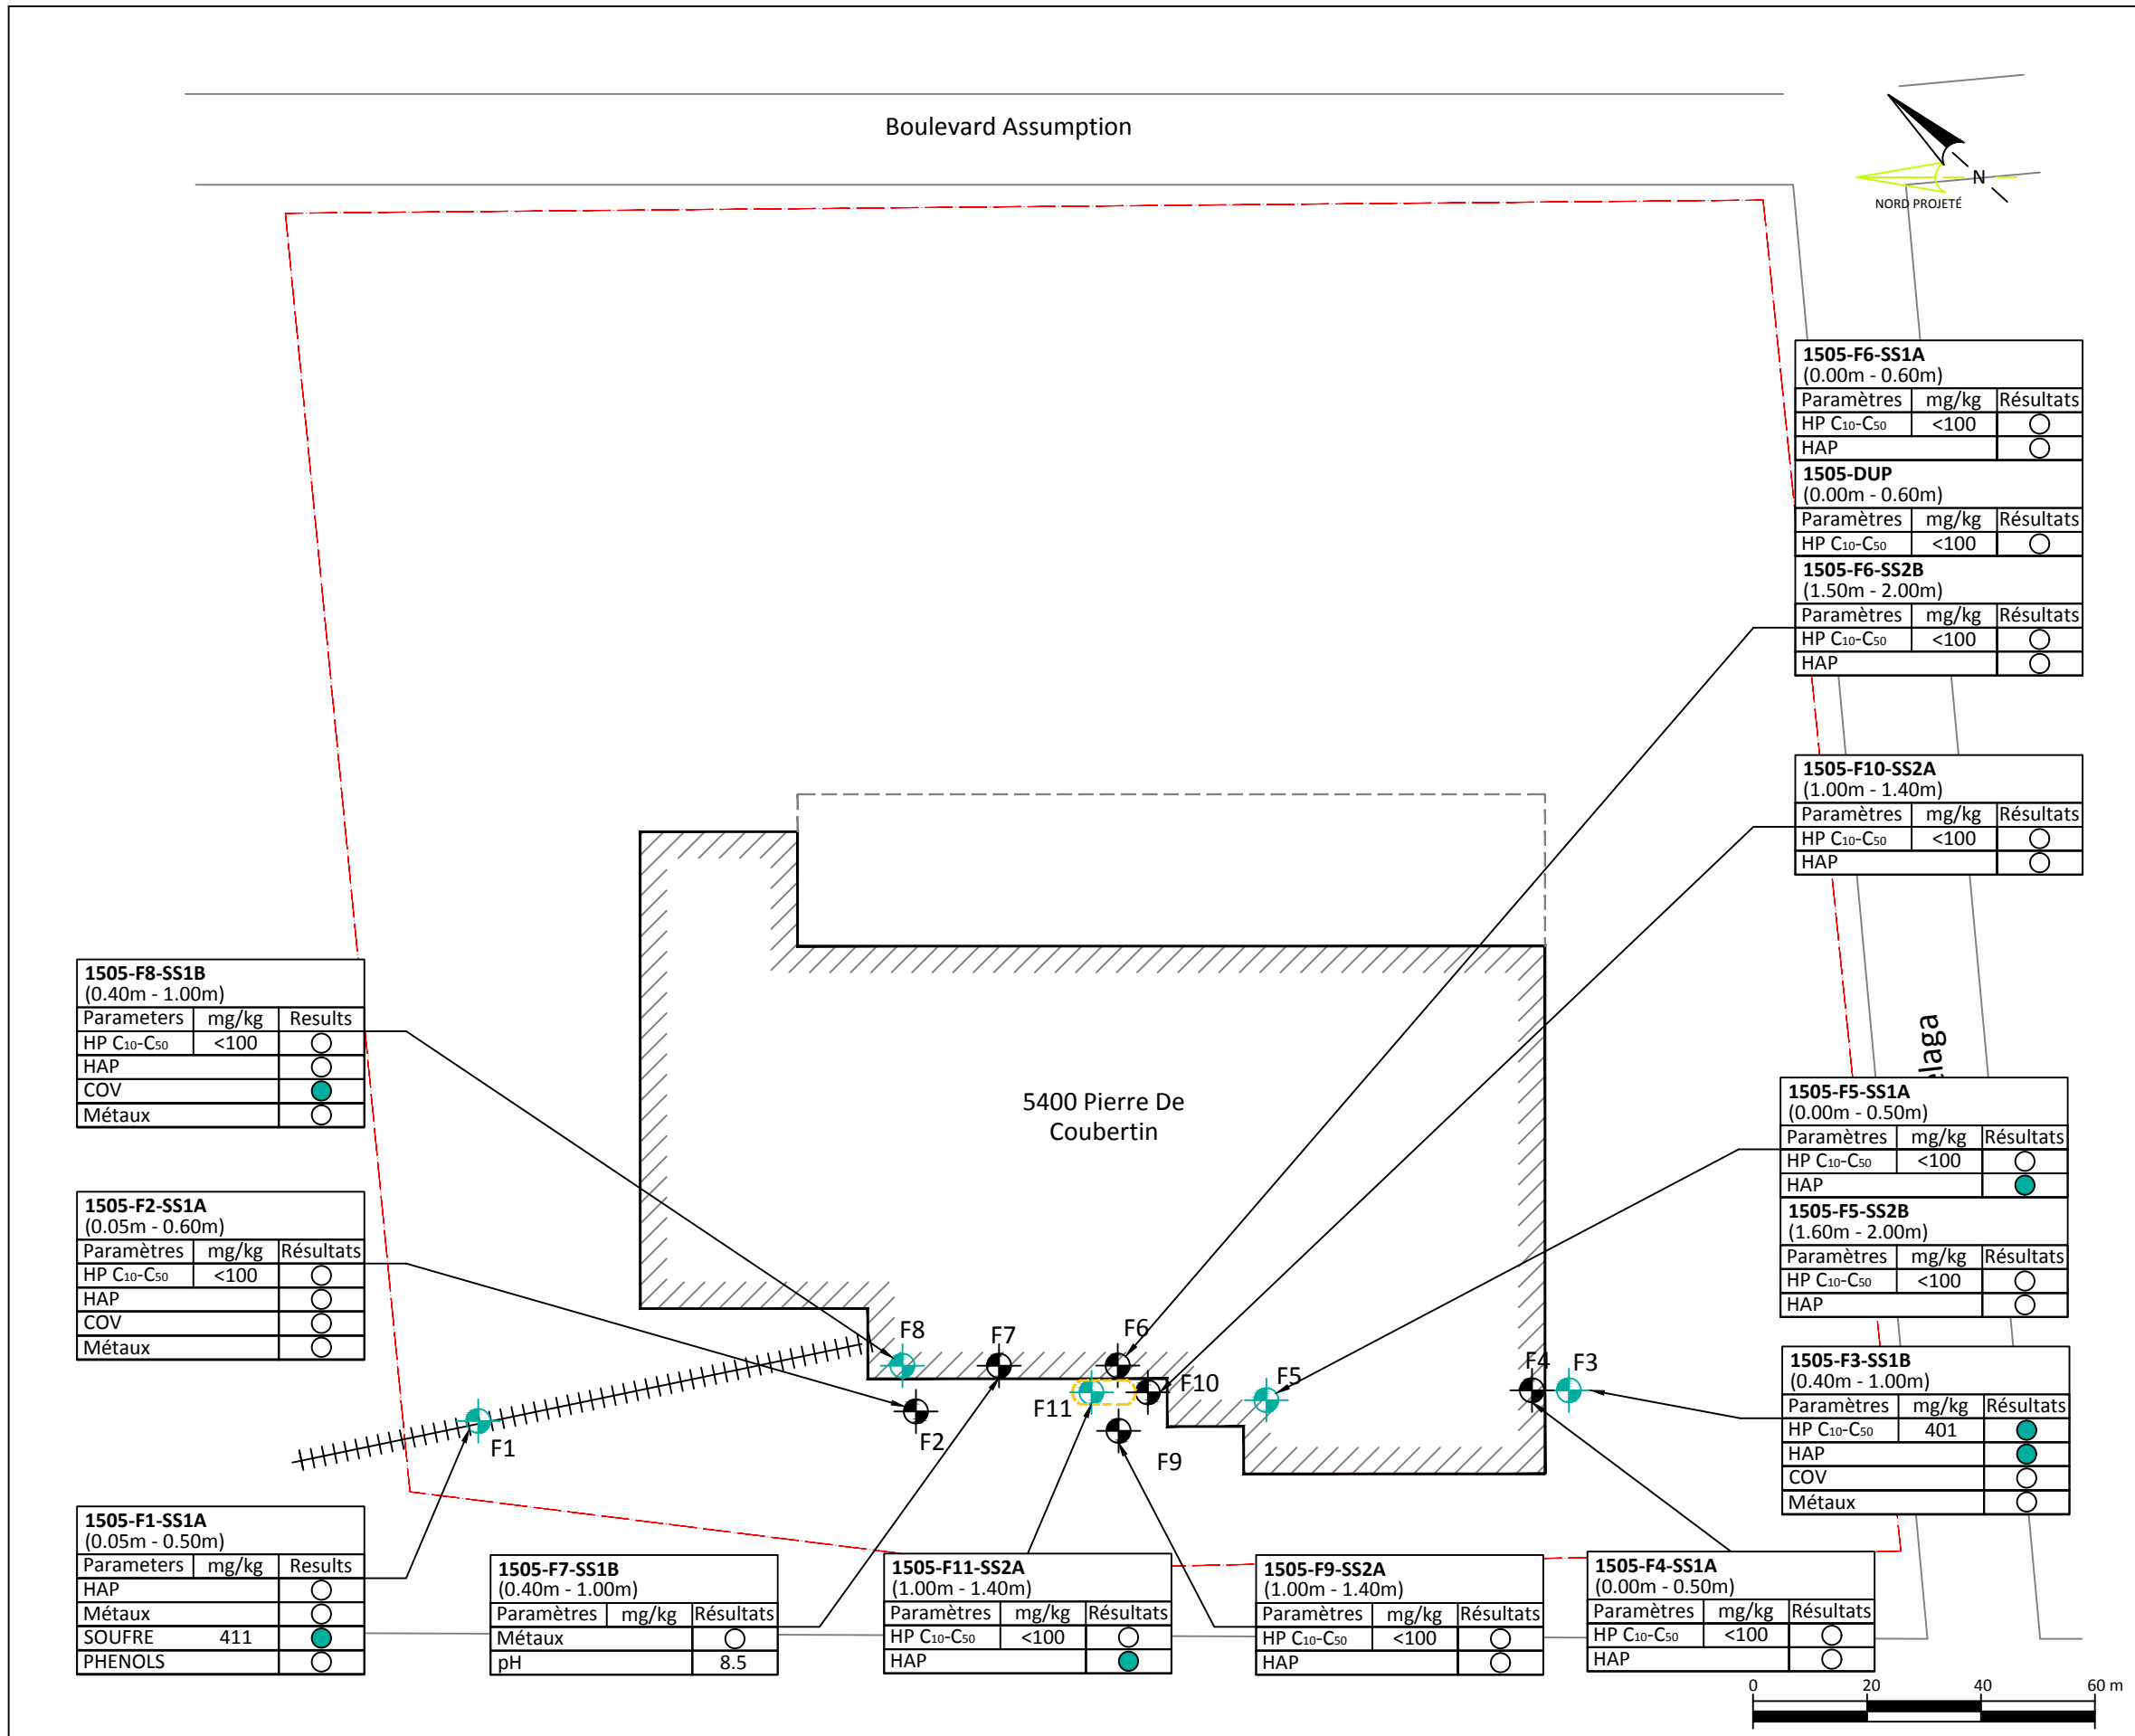 Boulevard Assumption
N
NORD PROJETÉ
1505-F6-SS1A
(0.00m - 0.60m)
Paramètres mg/kg Résultats
HP C10-C50 <100
HAP
1505-DUP
(0.00m - 0.60m)
Paramètres mg/kg Résultats
HP C10-C50 <100
1505-F6-SS2B
(1.50m - 2.00m)
Paramètres mg/kg Résultats
HP C10-C50 <100
HAP
1505-F10-SS2A
(1.00m - 1.40m)
Paramètres mg/kg Résultats
HP C10-C50 <100
HAP
1505-F8-SS1B
(0.40m - 1.00m)
Parameters mg/kg Results
HP C10-C50 <100
HAP
COV
Métaux
5400 Pierre De
Coubertin
elaga
1505-F5-SS1A
(0.00m - 0.50m)
Paramètres mg/kg Résultats
HP C10-C50 <100
HAP
1505-F5-SS2B
(1.60m - 2.00m)
Paramètres mg/kg Résultats
HP C10-C50 <100
HAP
1505-F2-SS1A
(0.05m - 0.60m)
Paramètres mg/kg Résultats
HP C10-C50 <100
HAP
COV
Métaux
F8
F7
F6
F4
F3
F10
F5
F11
F2
F1
F9
1505-F3-SS1B
(0.40m - 1.00m)
Paramètres mg/kg Résultats
HP C10-C50 401
HAP
COV
Métaux
1505-F1-SS1A
(0.05m - 0.50m)
Parameters mg/kg Results
HAP
Métaux
SOUFRE 411
PHENOLS
1505-F7-SS1B
(0.40m - 1.00m)
Paramètres mg/kg Résultats
Métaux
pH 8.5
1505-F11-SS2A
(1.00m - 1.40m)
Paramètres mg/kg Résultats
HP C10-C50 <100
HAP
1505-F9-SS2A
(1.00m - 1.40m)
Paramètres mg/kg Résultats
HP C10-C50 <100
HAP
1505-F4-SS1A
(0.00m - 0.50m)
Paramètres mg/kg Résultats
HP C10-C50 <100
HAP
0 20 40 60 m